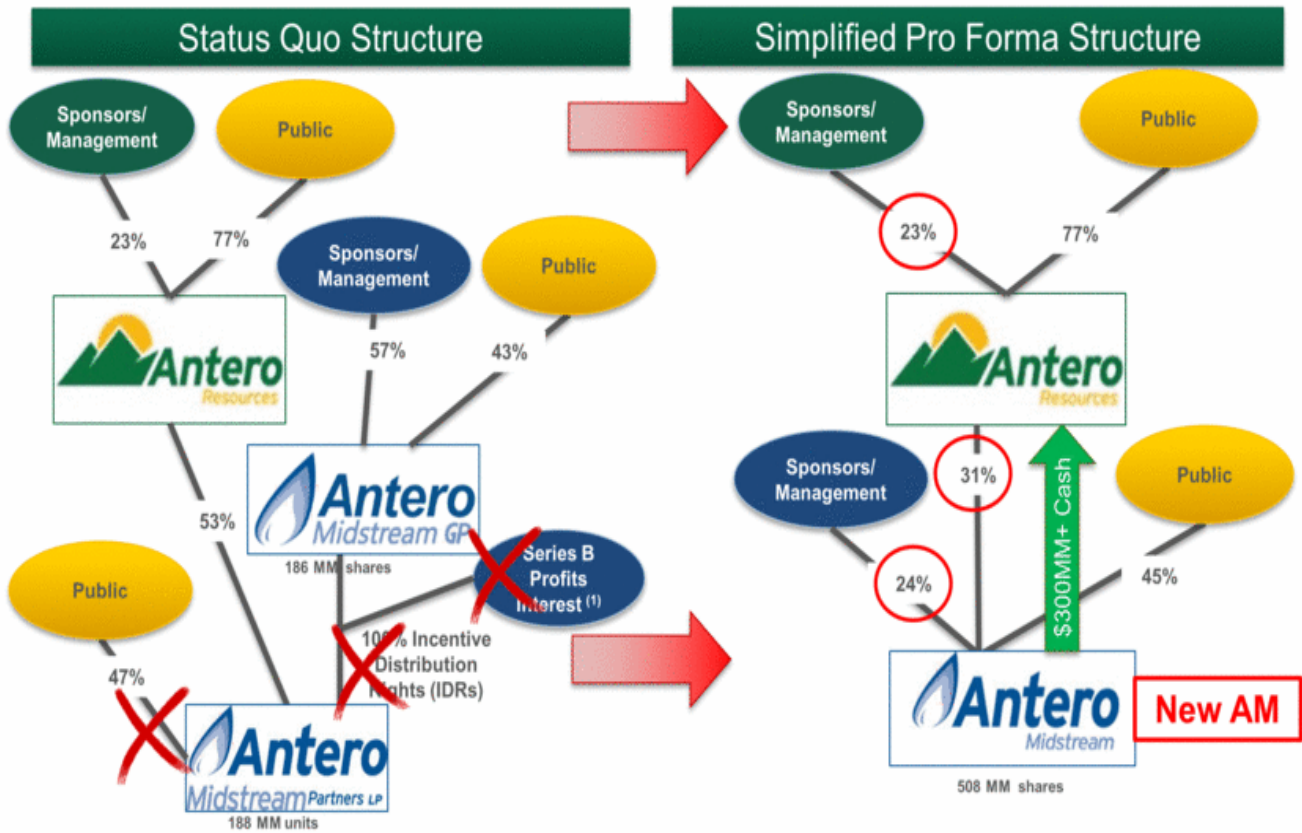 Status Quo Structure
Simplified Pro Forma Structure
Sponsors/
Management
Public
23%
77%
Sponsors/
Management
Public
57%
43%
Antero
Resources
53%
Antero
Midstream GP
186 MM shares
Series B
Profits
Interest (1)
100% Incentive
Distribution
Rights (IDRs)
Public
47%
Antero
Midstream Partners LP
188 MM units
Sponsors/
Management
Public
23%
77%
Antero
Resources
Sponsors/
Management
31%
$300MM+ Cash
Public
24%
45%
Antero
Midstream
New AM
508 MM shares